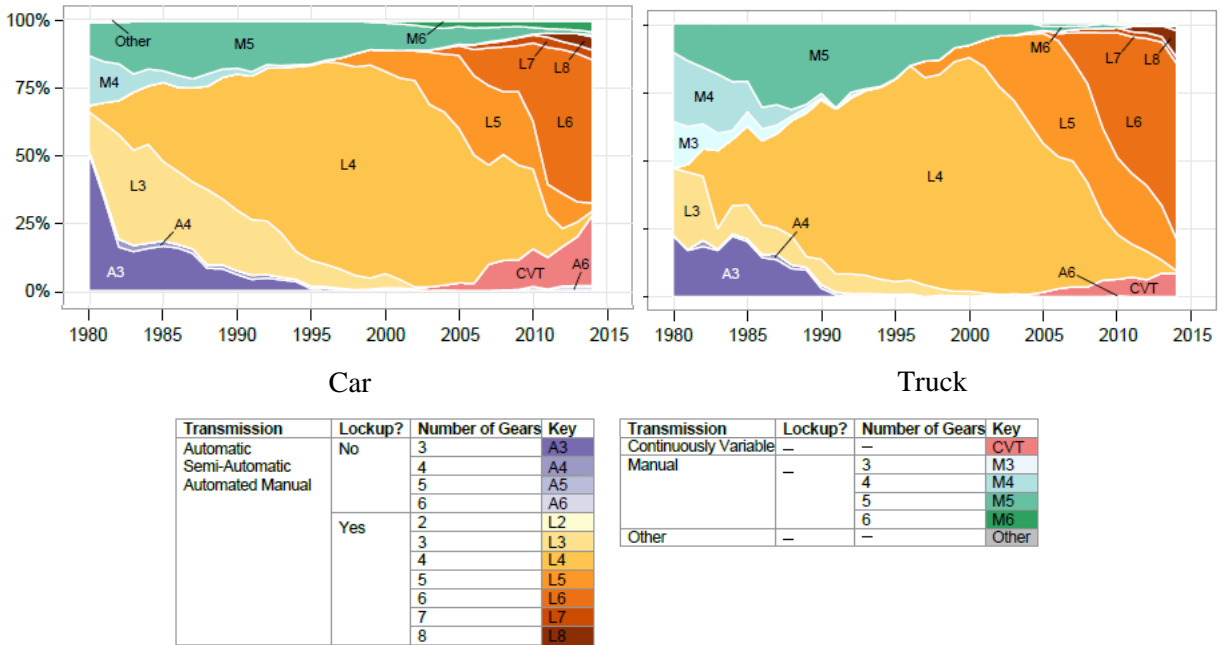 100%
75%
50%
25%
0%
Other
M5
M6
M4
L7
L8
L5
L6
L4
L3
A4
A3
CVT
A6
1980 1985 1990 1995 2000 2005 2010 2015
Car
M5
M6
L7
L8
M4
M3
L5
L6
L4
L3
A4
A6
A3
CVT
1980 1985 1990 1995 2000 2005 2010 2015
Truck
Transmission Lockup? Number of Gears Key
Automatic No 3 A3
Semi-Automatic 4 A4
Automated Manual 5 A5
6 A6
Yes 2 L2
3 L3
4 L4
5 L5
6 L6
7 L7
8 L8
Transmission Lockup? Number of Gears Key
Continuously Variable – – CVT
Manual – 3 M3
4 M4
5 M5
6 M6
Other – – Other